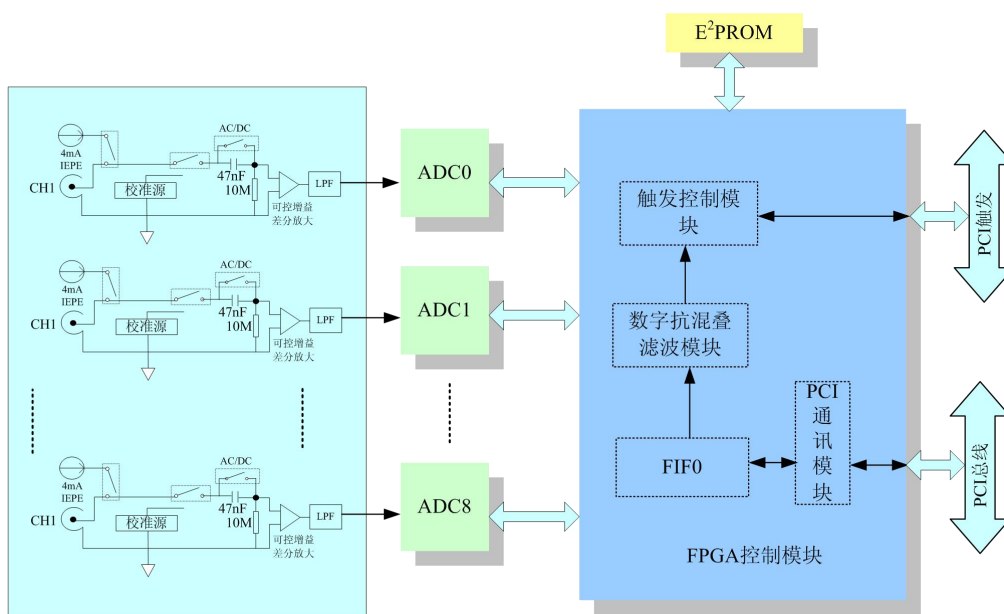 E²PROM
AC/DC
4mA
IEPE
47nF
10M
CH1
校准源
LPF
可控增益
差分放大
ADC0
AC/DC
4mA
IEPE
47nF
10M
CH1
校准源
LPF
可控增益
差分放大
ADC1
AC/DC
4mA
IEPE
47nF
10M
CH1
校准源
LPF
可控增益
差分放大
ADC8
触发控制模
块
数字抗混叠
滤波模块
FIF0
PCI
通
讯
模
块
FPGA控制模块
PCI触发
PCI总线